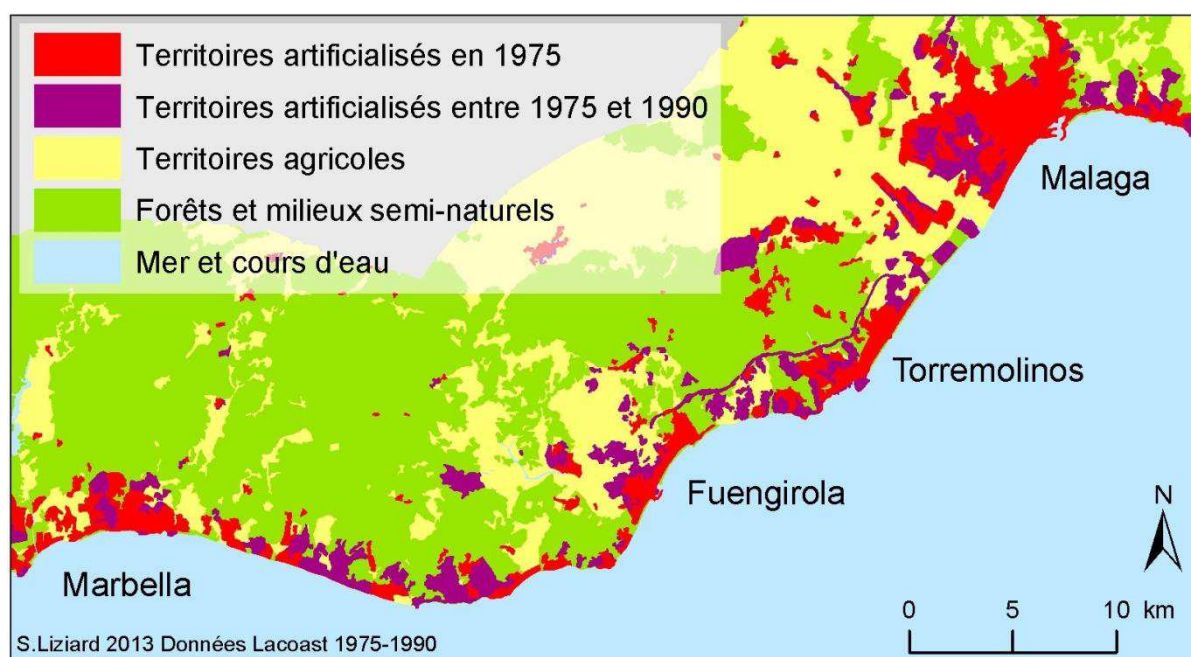 Territoires artificialisés en 1975
Territoires artificialisés entre 1975 et 1990
Territoires agricoles
Forêts et milieux semi-naturels
Mer et cours d'eau
Malaga
Torremolinos
Fuengirola
Marbella
N
0 5 10 km
S.Liziard 2013 Données Lacoast 1975-1990